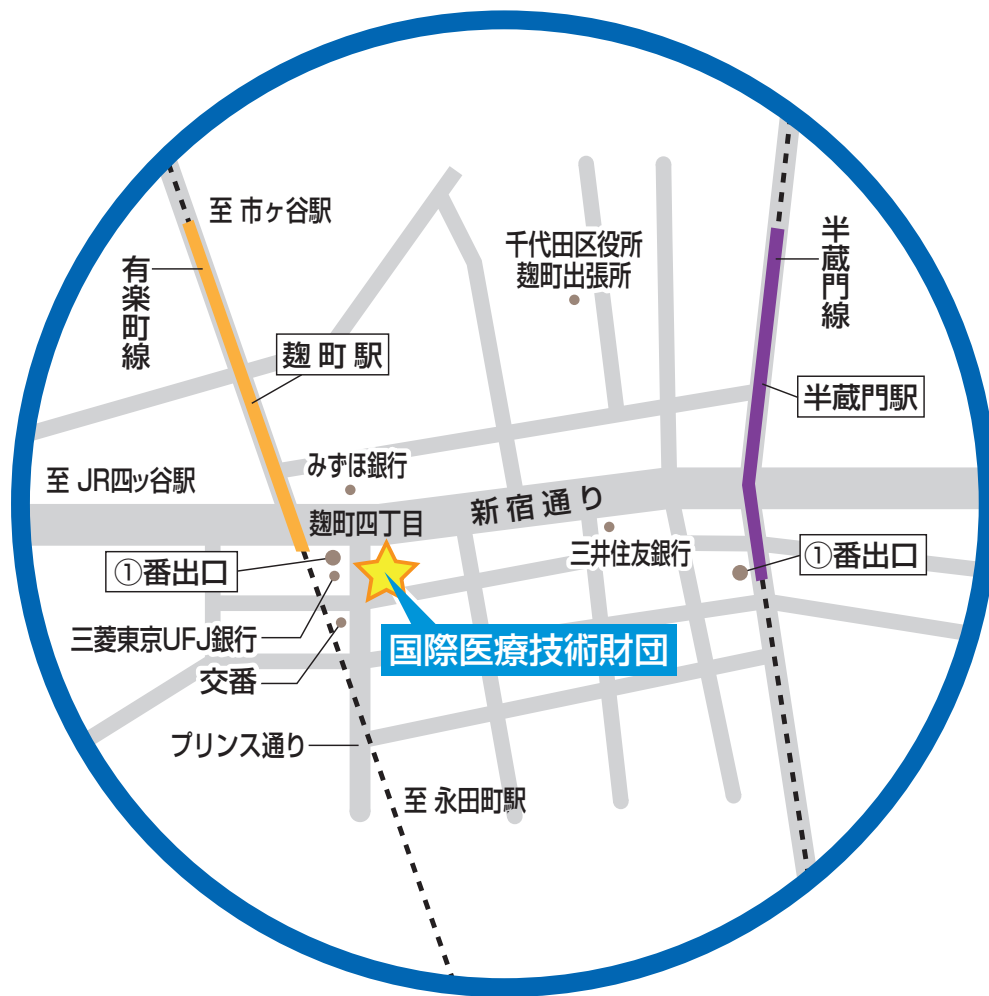 至 市ヶ谷駅
有楽町線
千代田区役所
麹町出張所
半蔵門線
麹町駅
半蔵門駅
みずほ銀行
至 JR四ッ谷駅
新宿通り
麹町四丁目
三井住友銀行
①番出口
①番出口
三菱東京UFJ銀行
国際医療技術財団
交番
プリンス通り
至 永田町駅